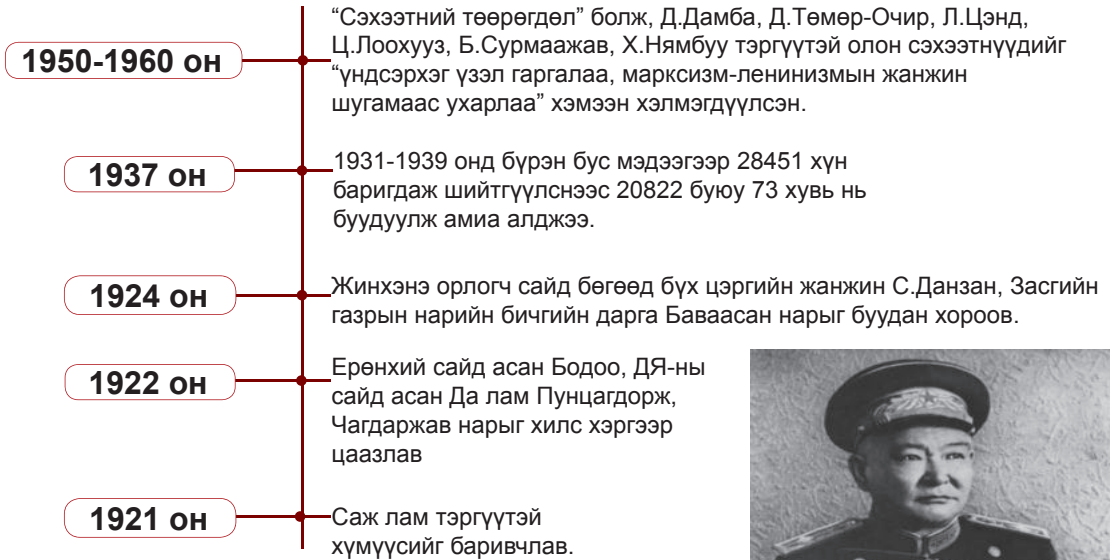 1950-1960 он
“Сэхээтний төөрөгдөл” болж, Д.Дамба, Д.Төмөр-Очир, Л.Цэнд,
Ц.Лоохууз, Б.Сурмаажав, Х.Нямбуу тэргүүтэй олон сэхээтнүүдийг
“үндсэрхэг үзэл гаргалаа, марксизм-ленинизмын жанжин
шугамаас ухарлаа” хэмээн хэлмэгдүүлсэн.
1937 он
1931-1939 онд бүрэн бус мэдээгээр 28451 хүн
баригдаж шийтгүүлснээс 20822 буюу 73 хувь нь
буудуулж амиа алджээ.
1924 он
Жинхэнэ орлогч сайд бөгөөд бүх цэргийн жанжин С.Данзан, Засгийн
газрын нарийн бичгийн дарга Баваасан нарыг буудан хороов.
1922 он
Ерөнхий сайд асан Бодоо, ДЯ-ны
сайд асан Да лам Пунцагдорж,
Чагдаржав нарыг хилс хэргээр
цаазлав
1921 он
Саж лам тэргүүтэй
хүмүүсийг баривчлав.